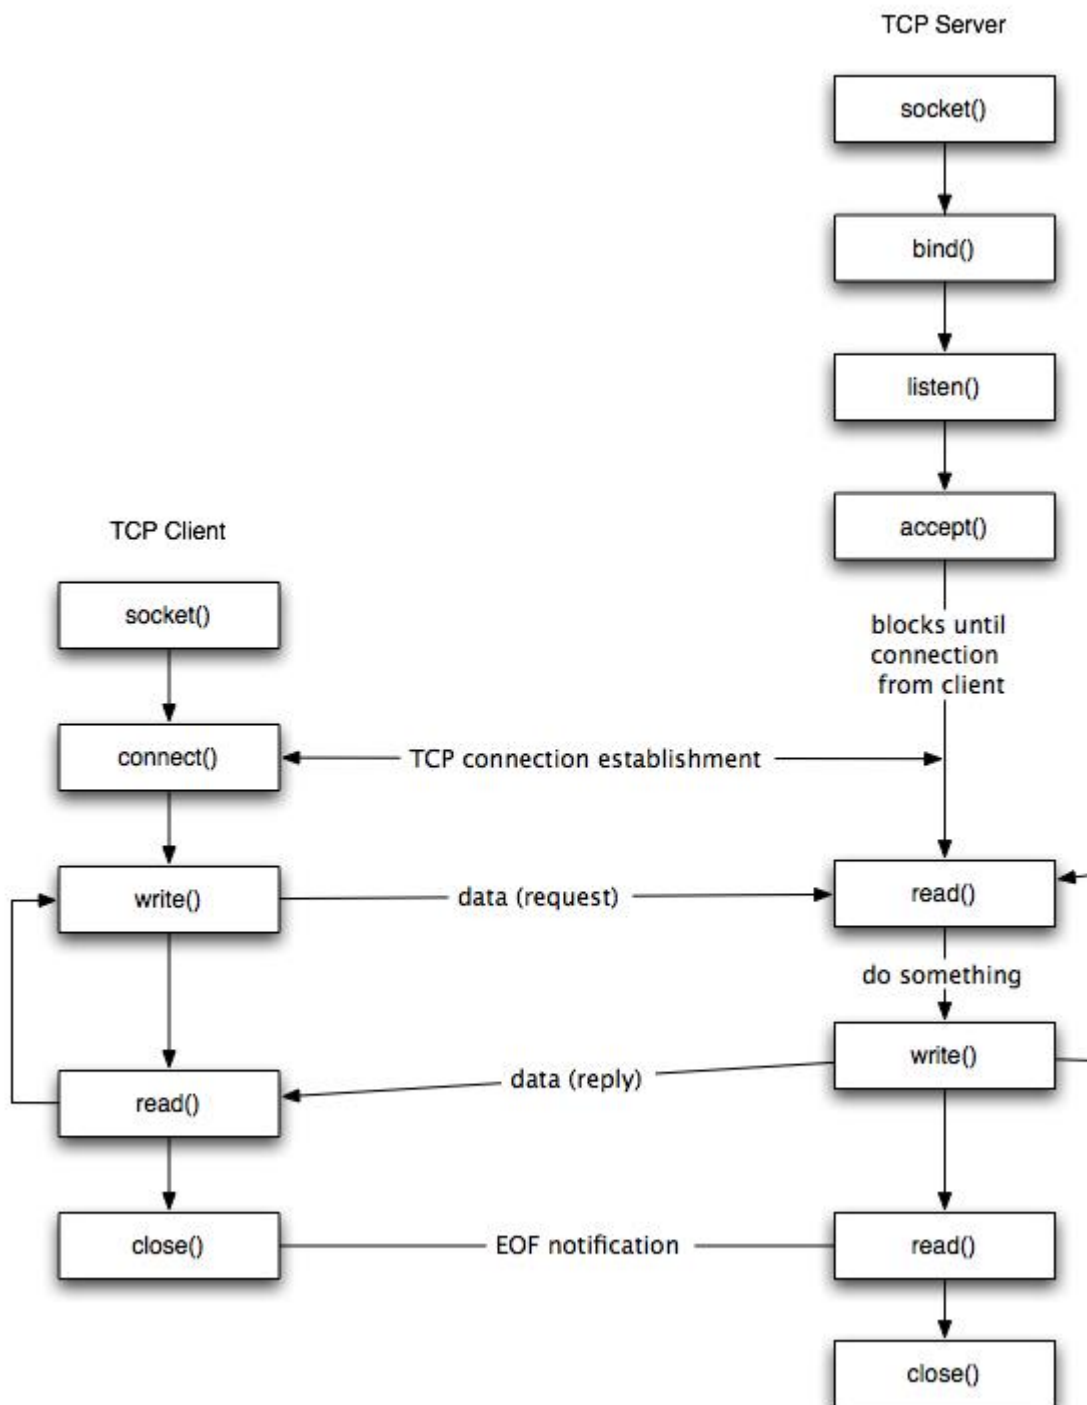 TCP Server
socket()
bind()
listen()
accept()
TCP Client
socket()
blocks until
connection
from client
connect()
TCP connection establishment
write()
data (request)
read()
do something
write()
data (reply)
read()
close()
EOF notification
read()
close()